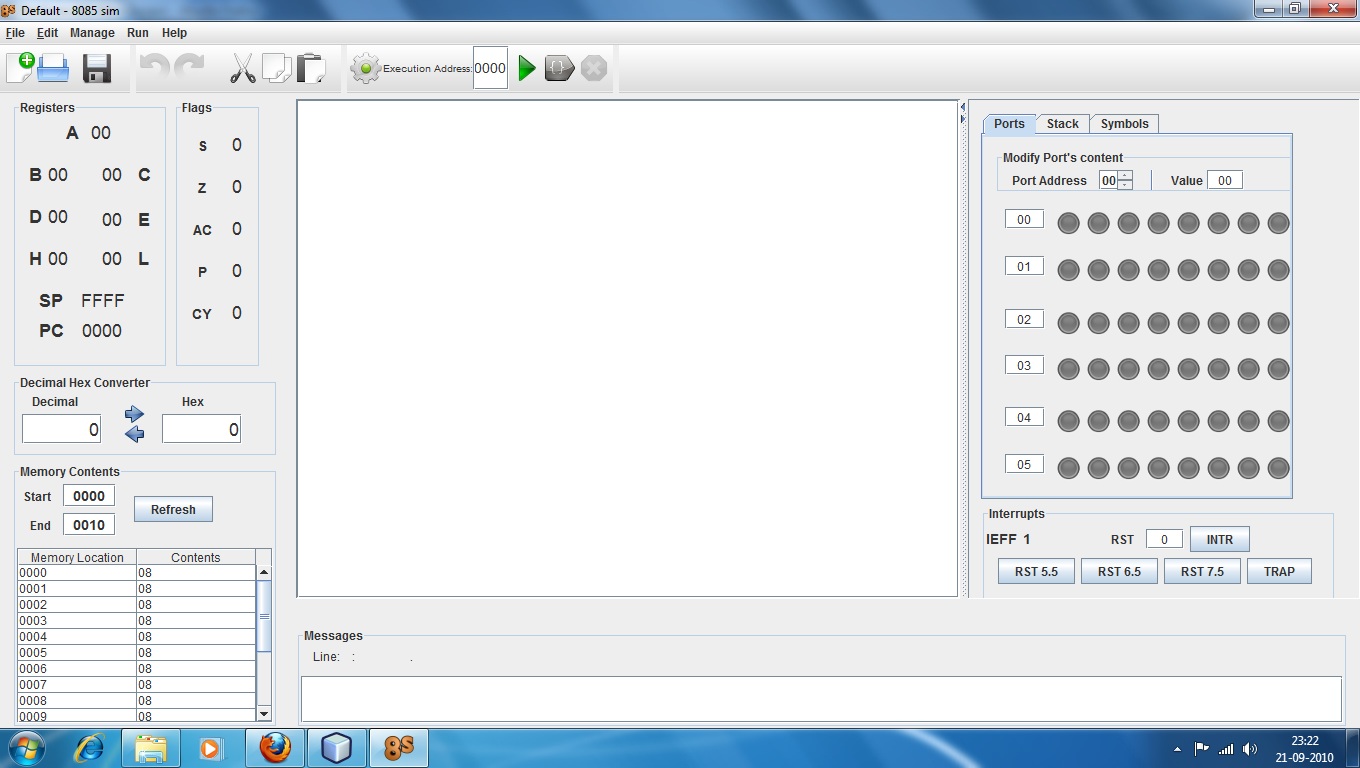 Default - 8085 sim
File Edit Manage Run Help
Execution Address: 0000
Registers
A 00
B 00 00 C
D 00 00 E
H 00 00 L
SP FFFF
PC 0000
Flags
S 0
Z 0
AC 0
P 0
CY 0
Decimal Hex Converter
Decimal Hex
0 0
Memory Contents
Start 0000
End 0010
Refresh
Memory Location Contents
0000 08
0001 08
0002 08
0003 08
0004 08
0005 08
0006 08
0007 08
0008 08
0009 08
Ports Stack Symbols
Modify Port's content
Port Address 00 Value 00
00
01
02
03
04
05
Interrupts
IEFF 1 RST 0 INTR
RST 5.5 RST 6.5 RST 7.5 TRAP
Messages
Line: : .
8s
23:22
21-09-2010